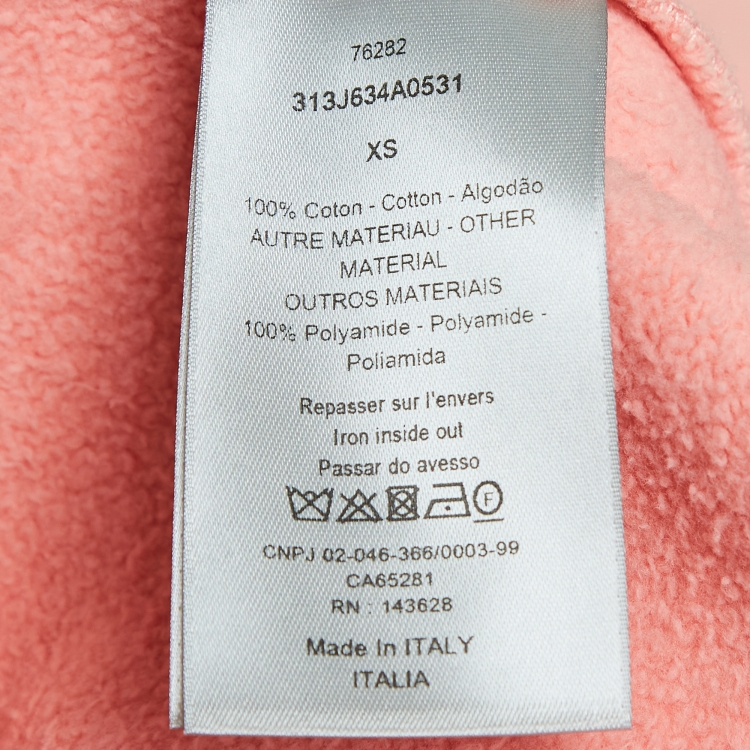 76282
313J634A0531
XS
100% Coton - Cotton - Algodão
AUTRE MATERIAU - OTHER
MATERIAL
OUTROS MATERIAIS
100% Polyamide - Polyamide -
Poliamida
Repasser sur l'envers
Iron inside out
Passar do avesso
F
CNPJ 02-046-366/0003-99
CA65281
RN : 143628
Made In ITALY
ITALIA